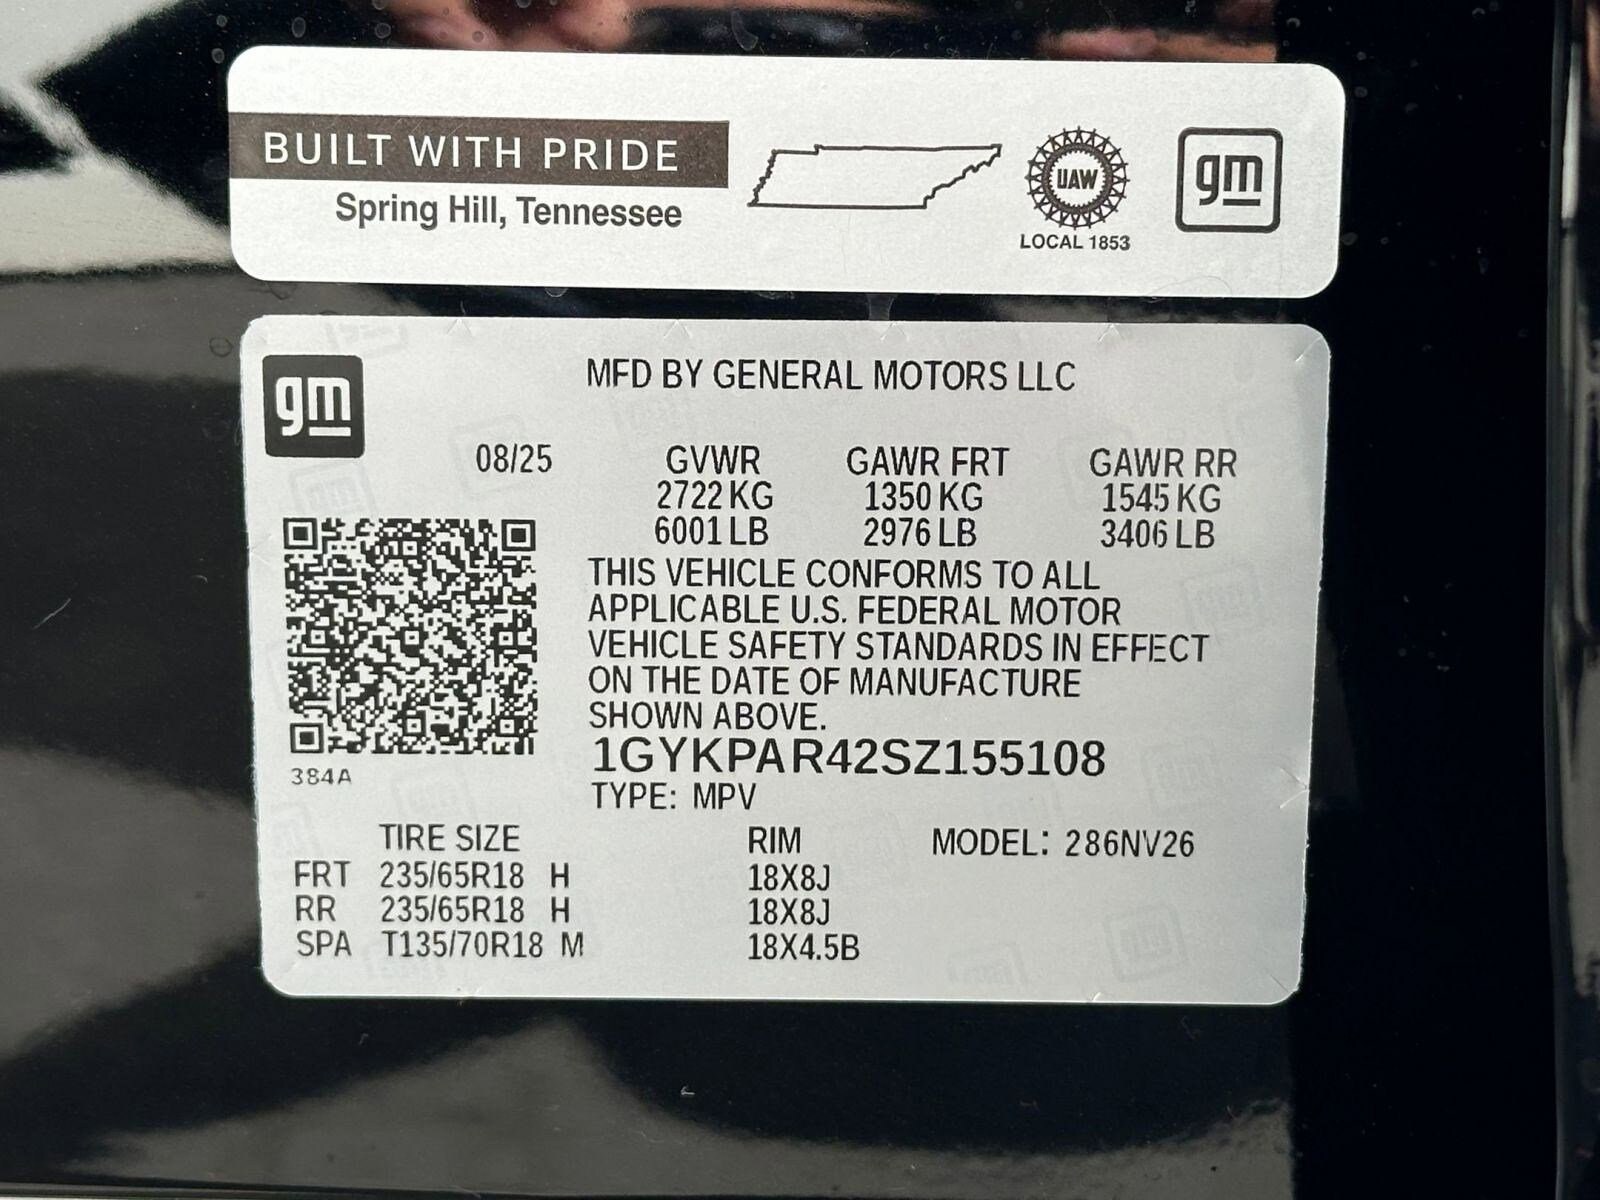 BUILT WITH PRIDE
Spring Hill, Tennessee
UAW
LOCAL 1853
gm
gm
MFD BY GENERAL MOTORS LLC
08/25 GVWR GAWR FRT GAWR RR
2722 KG 1350 KG 1545 KG
6001 LB 2976 LB 3406 LB
THIS VEHICLE CONFORMS TO ALL
APPLICABLE U.S. FEDERAL MOTOR
VEHICLE SAFETY STANDARDS IN EFFECT
ON THE DATE OF MANUFACTURE
SHOWN ABOVE.
1GYKPAR42SZ155108
384A
TYPE: MPV
TIRE SIZE RIM MODEL: 286NV26
FRT 235/65R18 H 18X8J
RR 235/65R18 H 18X8J
SPA T135/70R18 M 18X4.5B